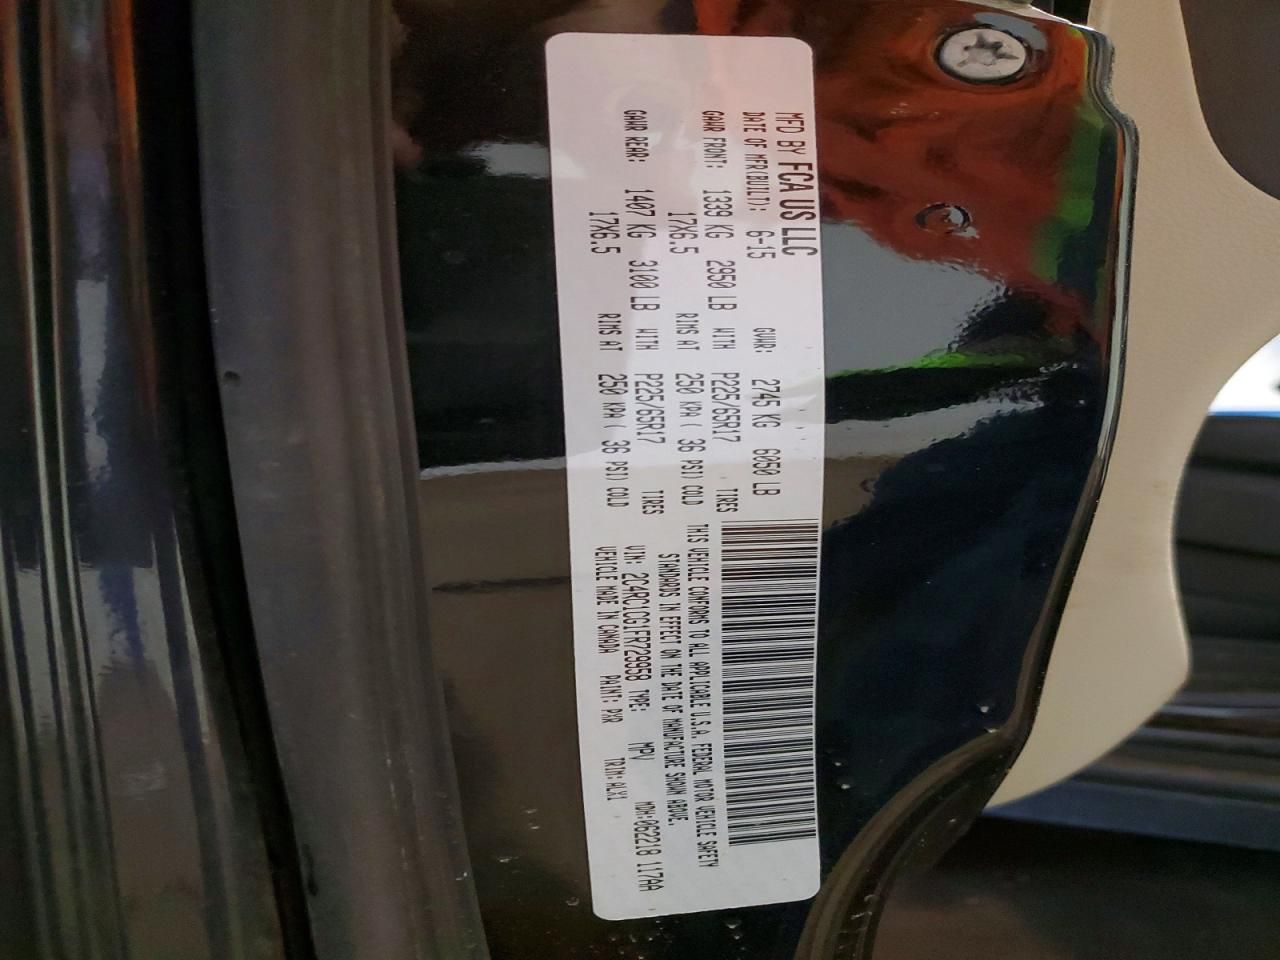 MFD BY FCA US LLC
DATE OF MFR(BUILT): 6-15 GVWR: 2745 KG 6050 LB
GAWR FRONT: 1339 KG 2950 LB WITH P225/65R17 TIRES
17X6.5 RIMS AT 250 KPA ( 36 PSI) COLD
GAWR REAR: 1407 KG 3100 LB WITH P225/65R17 TIRES
17X6.5 RIMS AT 250 KPA ( 36 PSI) COLD
THIS VEHICLE CONFORMS TO ALL APPLICABLE U.S.A. FEDERAL MOTOR VEHICLE SAFETY
STANDARDS IN EFFECT ON THE DATE OF MANUFACTURE SHOWN ABOVE.
VIN: 2C4RC1CG1FR729958 TYPE: MPV MDH:062218 117AA
VEHICLE MADE IN CANADA PAINT: PXR TRIM:HLX1